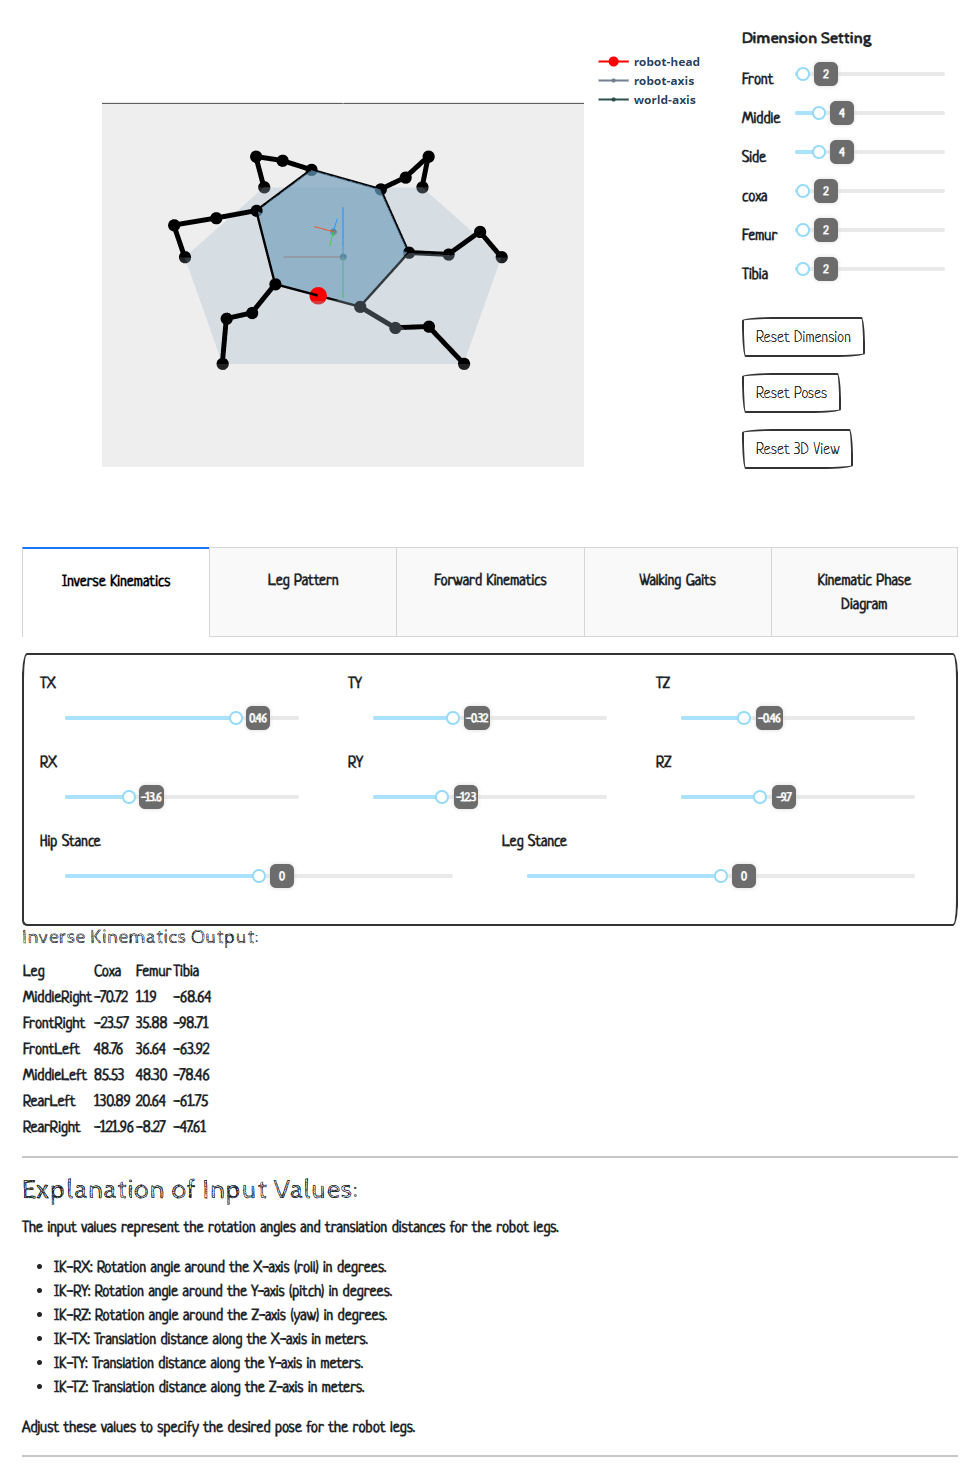 robot-head
robot-axis
world-axis
Dimension Setting
Front 2
Middle 4
Side 4
coxa 2
Femur 2
Tibia 2
Reset Dimension
Reset Poses
Reset 3D View
Inverse Kinematics
Leg Pattern
Forward Kinematics
Walking Gaits
Kinematic Phase
Diagram
TX TY TZ
0.46 -0.32 -0.46
RX RY RZ
-13.6 -12.3 -9.7
Hip Stance Leg Stance
0 0
Inverse Kinematics Output:
Leg Coxa Femur Tibia
MiddleRight -70.72 1.19 -68.64
FrontRight -23.57 35.88 -98.71
FrontLeft 48.76 36.64 -63.92
MiddleLeft 85.53 48.30 -78.46
RearLeft 130.89 20.64 -61.75
RearRight -121.96 -8.27 -47.61
Explanation of Input Values:
The input values represent the rotation angles and translation distances for the robot legs.
• IK-RX: Rotation angle around the X-axis (roll) in degrees.
• IK-RY: Rotation angle around the Y-axis (pitch) in degrees.
• IK-RZ: Rotation angle around the Z-axis (yaw) in degrees.
• IK-TX: Translation distance along the X-axis in meters.
• IK-TY: Translation distance along the Y-axis in meters.
• IK-TZ: Translation distance along the Z-axis in meters.
Adjust these values to specify the desired pose for the robot legs.